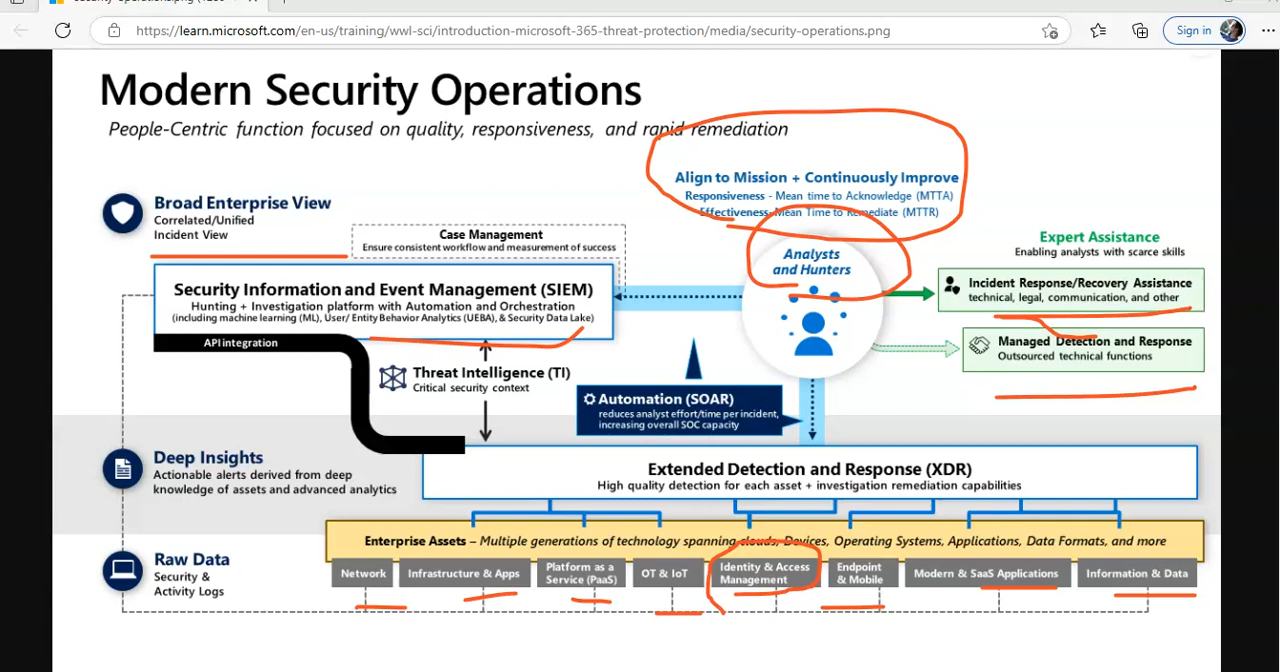 https://learn.microsoft.com/en-us/training/wwl-sci/introduction-microsoft-365-threat-protection/media/security-operations.png
Sign in
Modern Security Operations
People-Centric function focused on quality, responsiveness, and rapid remediation
Align to Mission + Continuously Improve
Responsiveness - Mean time to Acknowledge (MTTA)
Effectiveness- Mean Time to Remediate (MTTR)
Broad Enterprise View
Correlated/Unified
Incident View
Case Management
Ensure consistent workflow and measurement of success
Security Information and Event Management (SIEM)
Hunting + Investigation platform with Automation and Orchestration
(including machine learning (ML), User/ Entity Behavior Analytics (UEBA), & Security Data Lake)
API integration
Analysts
and Hunters
Expert Assistance
Enabling analysts with scarce skills
Incident Response/Recovery Assistance
technical, legal, communication, and other
Managed Detection and Response
Outsourced technical functions
Threat Intelligence (TI)
Critical security context
Automation (SOAR)
reduces analyst effort/time per incident,
increasing overall SOC capacity
Deep Insights
Actionable alerts derived from deep
knowledge of assets and advanced analytics
Extended Detection and Response (XDR)
High quality detection for each asset + investigation remediation capabilities
Raw Data
Security &
Activity Logs
Enterprise Assets – Multiple generations of technology spanning clouds, Devices, Operating Systems, Applications, Data Formats, and more
Network
Infrastructure & Apps
Platform as a
Service (PaaS)
OT & IoT
Identity & Access
Management
Endpoint
& Mobile
Modern & SaaS Applications
Information & Data